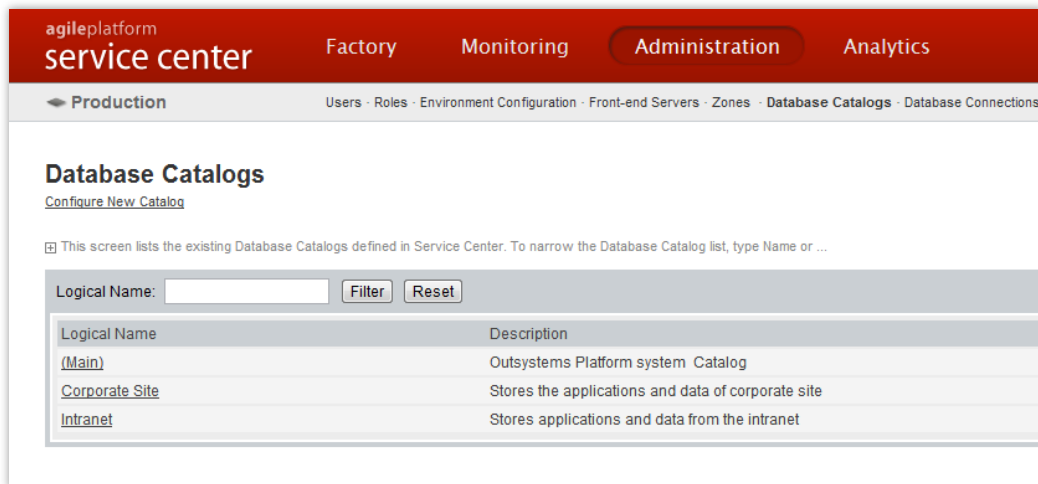 agileplatform
service center
Factory Monitoring Administration Analytics
Production
Users · Roles · Environment Configuration · Front-end Servers · Zones · Database Catalogs · Database Connections
Database Catalogs
Configure New Catalog
This screen lists the existing Database Catalogs defined in Service Center. To narrow the Database Catalog list, type Name or ...
Logical Name: Filter Reset
Logical Name Description
(Main) Outsystems Platform system Catalog
Corporate Site Stores the applications and data of corporate site
Intranet Stores applications and data from the intranet